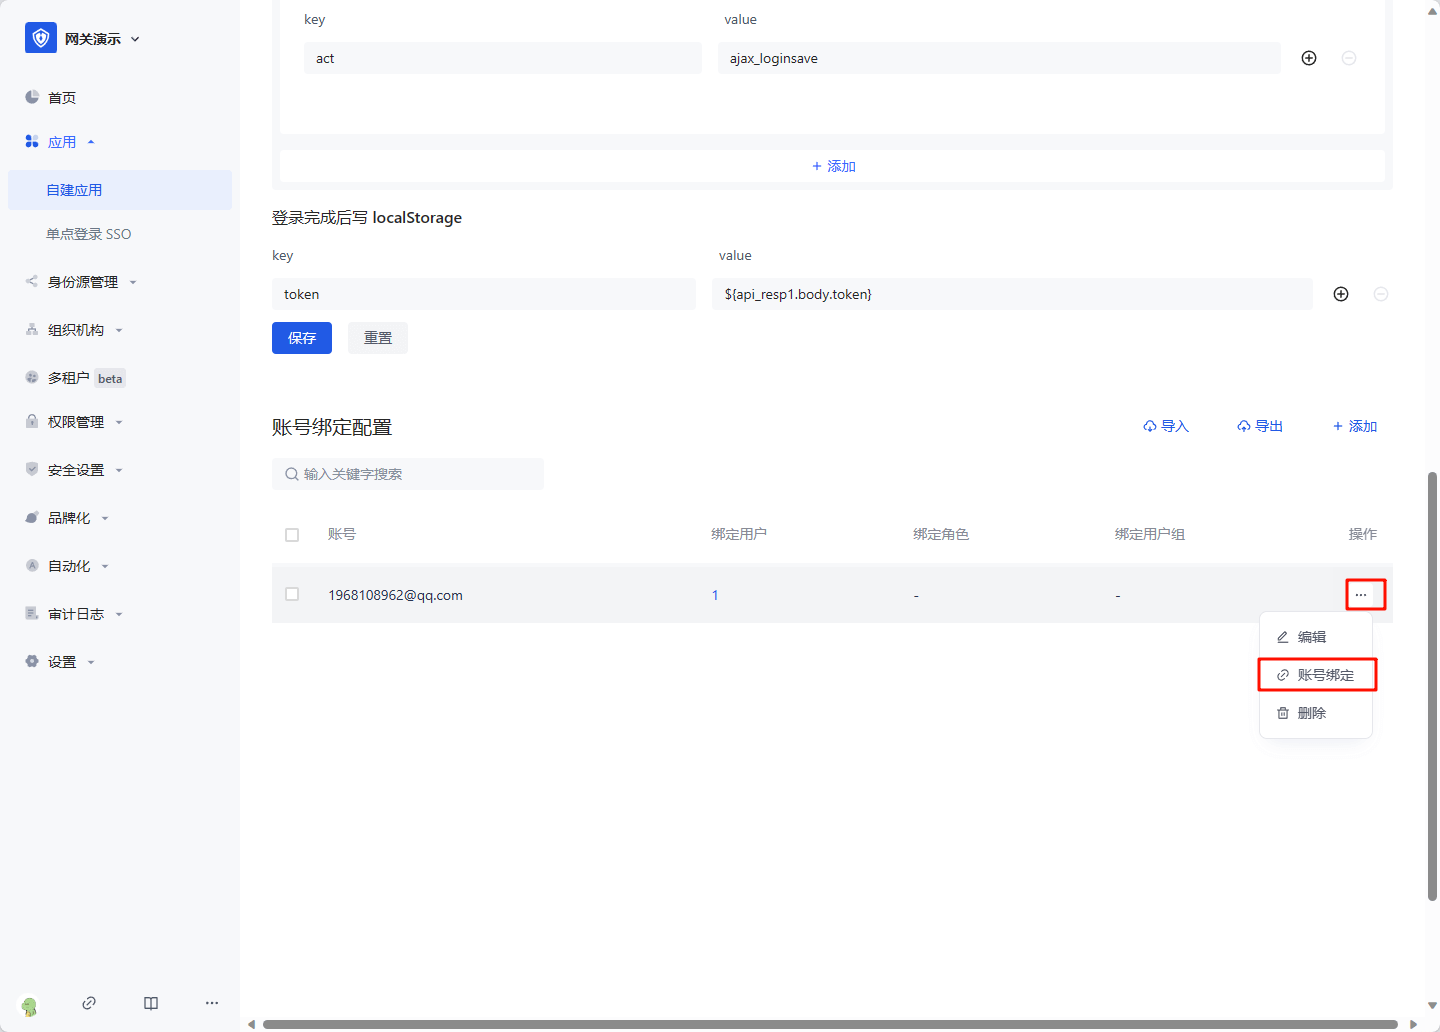 网关演示
首页
应用
自建应用
单点登录 SSO
身份源管理
组织机构
多租户 beta
权限管理
安全设置
品牌化
自动化
审计日志
设置
key value
act ajax_loginsave
+ 添加
登录完成后写 localStorage
key value
token ${api_resp1.body.token}
保存 重置
账号绑定配置 导入 导出 + 添加
输入关键字搜索
账号 绑定用户 绑定角色 绑定用户组 操作
1968108962@qq.com 1 - - ···
编辑
账号绑定
删除